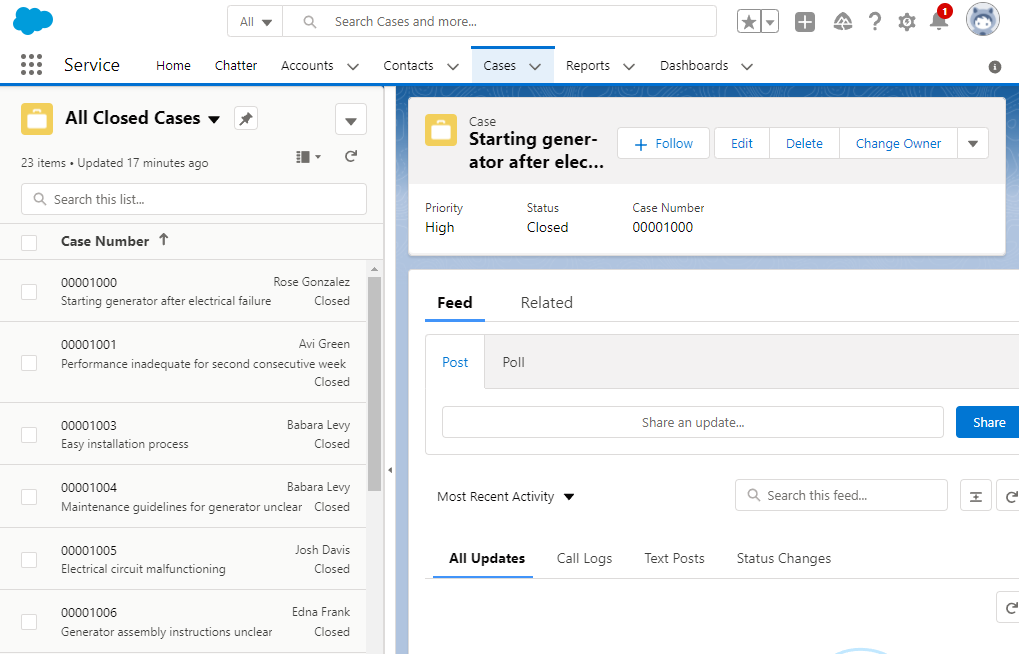 All
Search Cases and more...
1
Service
Home
Chatter
Accounts
Contacts
Cases
Reports
Dashboards
All Closed Cases
23 items • Updated 17 minutes ago
Search this list...
Case Number
00001000 Rose Gonzalez
Starting generator after electrical failure Closed
00001001 Avi Green
Performance inadequate for second consecutive week
Closed
00001003 Babara Levy
Easy installation process Closed
00001004 Babara Levy
Maintenance guidelines for generator unclear Closed
00001005 Josh Davis
Electrical circuit malfunctioning Closed
00001006 Edna Frank
Generator assembly instructions unclear Closed
Case
Starting gener-
ator after elec...
Follow
Edit
Delete
Change Owner
Priority Status Case Number
High Closed 00001000
Feed
Related
Post
Poll
Share an update...
Share
Most Recent Activity
Search this feed...
All Updates
Call Logs
Text Posts
Status Changes